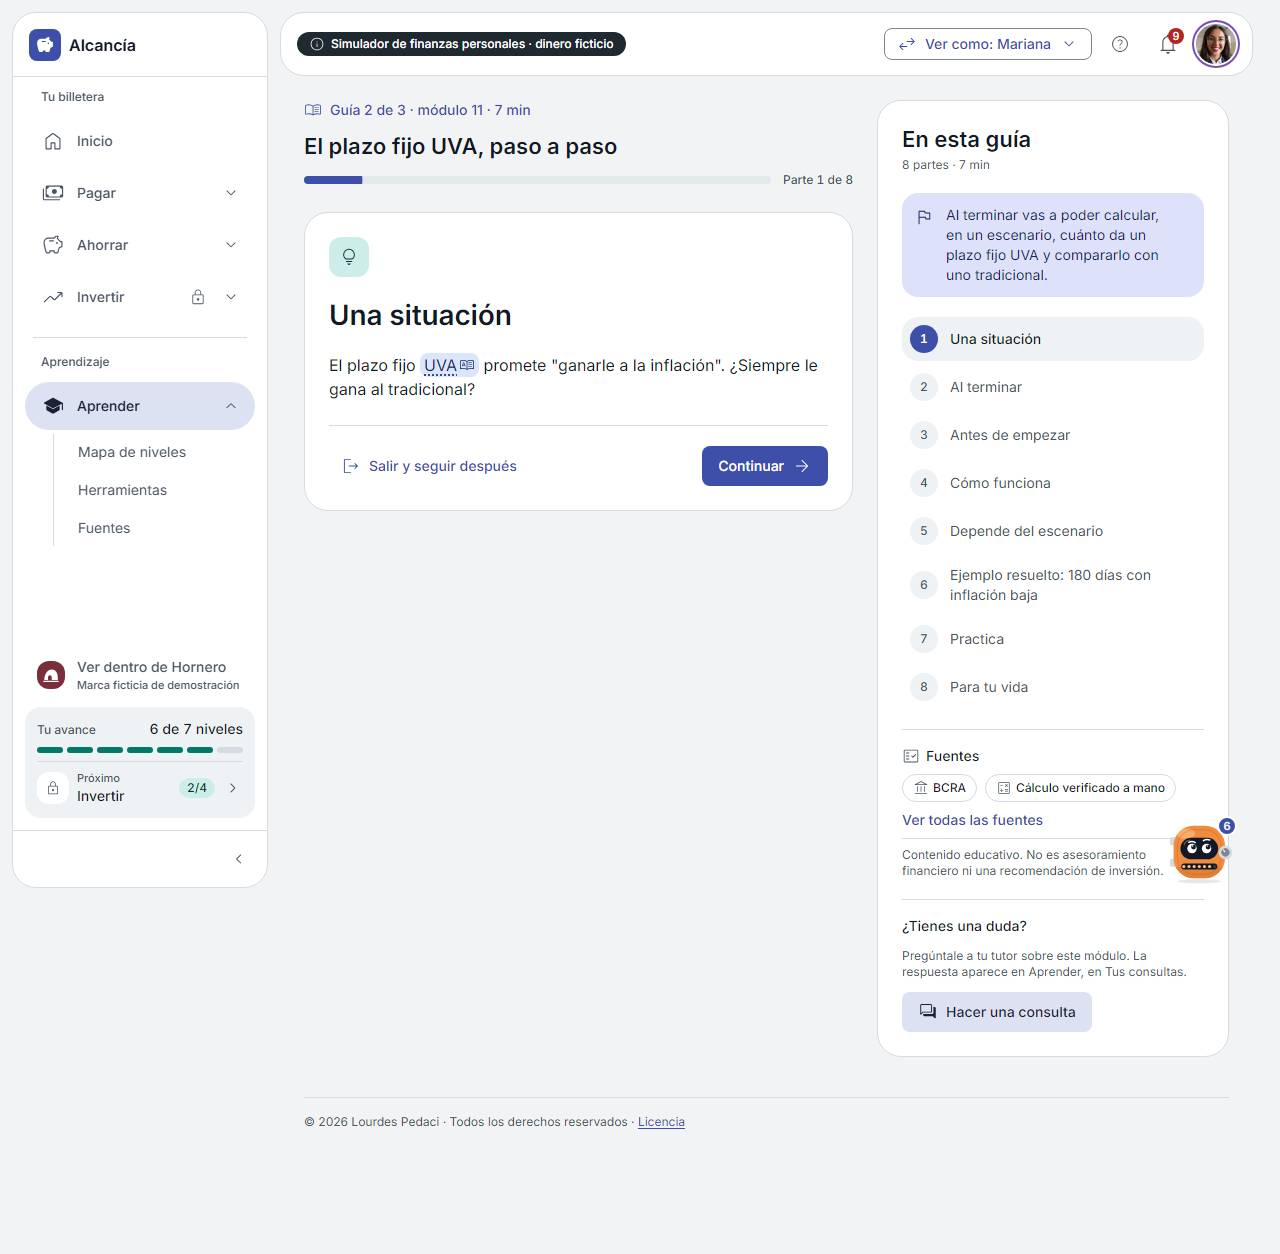 Alcancía
Tu billetera
Inicio
Pagar
Ahorrar
Invertir
Aprendizaje
Aprender
Mapa de niveles
Herramientas
Fuentes
Ver dentro de Hornero
Marca ficticia de demostración
Tu avance 6 de 7 niveles
Próximo
Invertir
2/4
Simulador de finanzas personales · dinero ficticio
Ver como: Mariana
9
Guía 2 de 3 · módulo 11 · 7 min
El plazo fijo UVA, paso a paso
Parte 1 de 8
Una situación
El plazo fijo UVA promete "ganarle a la inflación". ¿Siempre le
gana al tradicional?
Salir y seguir después
Continuar
En esta guía
8 partes · 7 min
Al terminar vas a poder calcular,
en un escenario, cuánto da un
plazo fijo UVA y compararlo con
uno tradicional.
1 Una situación
2 Al terminar
3 Antes de empezar
4 Cómo funciona
5 Depende del escenario
6 Ejemplo resuelto: 180 días con
inflación baja
7 Practica
8 Para tu vida
Fuentes
BCRA
Cálculo verificado a mano
Ver todas las fuentes
6
Contenido educativo. No es asesoramiento
financiero ni una recomendación de inversión.
¿Tienes una duda?
Pregúntale a tu tutor sobre este módulo. La
respuesta aparece en Aprender, en Tus consultas.
Hacer una consulta
© 2026 Lourdes Pedaci · Todos los derechos reservados · Licencia